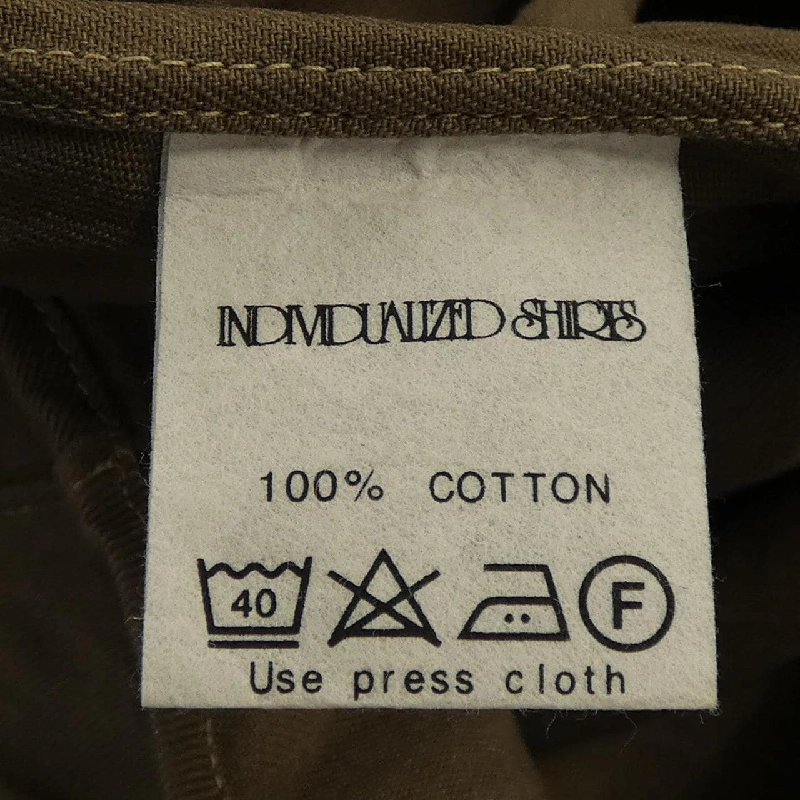 INDIVIDUALIZED SHIRTS
100% COTTON
40 F
Use press cloth